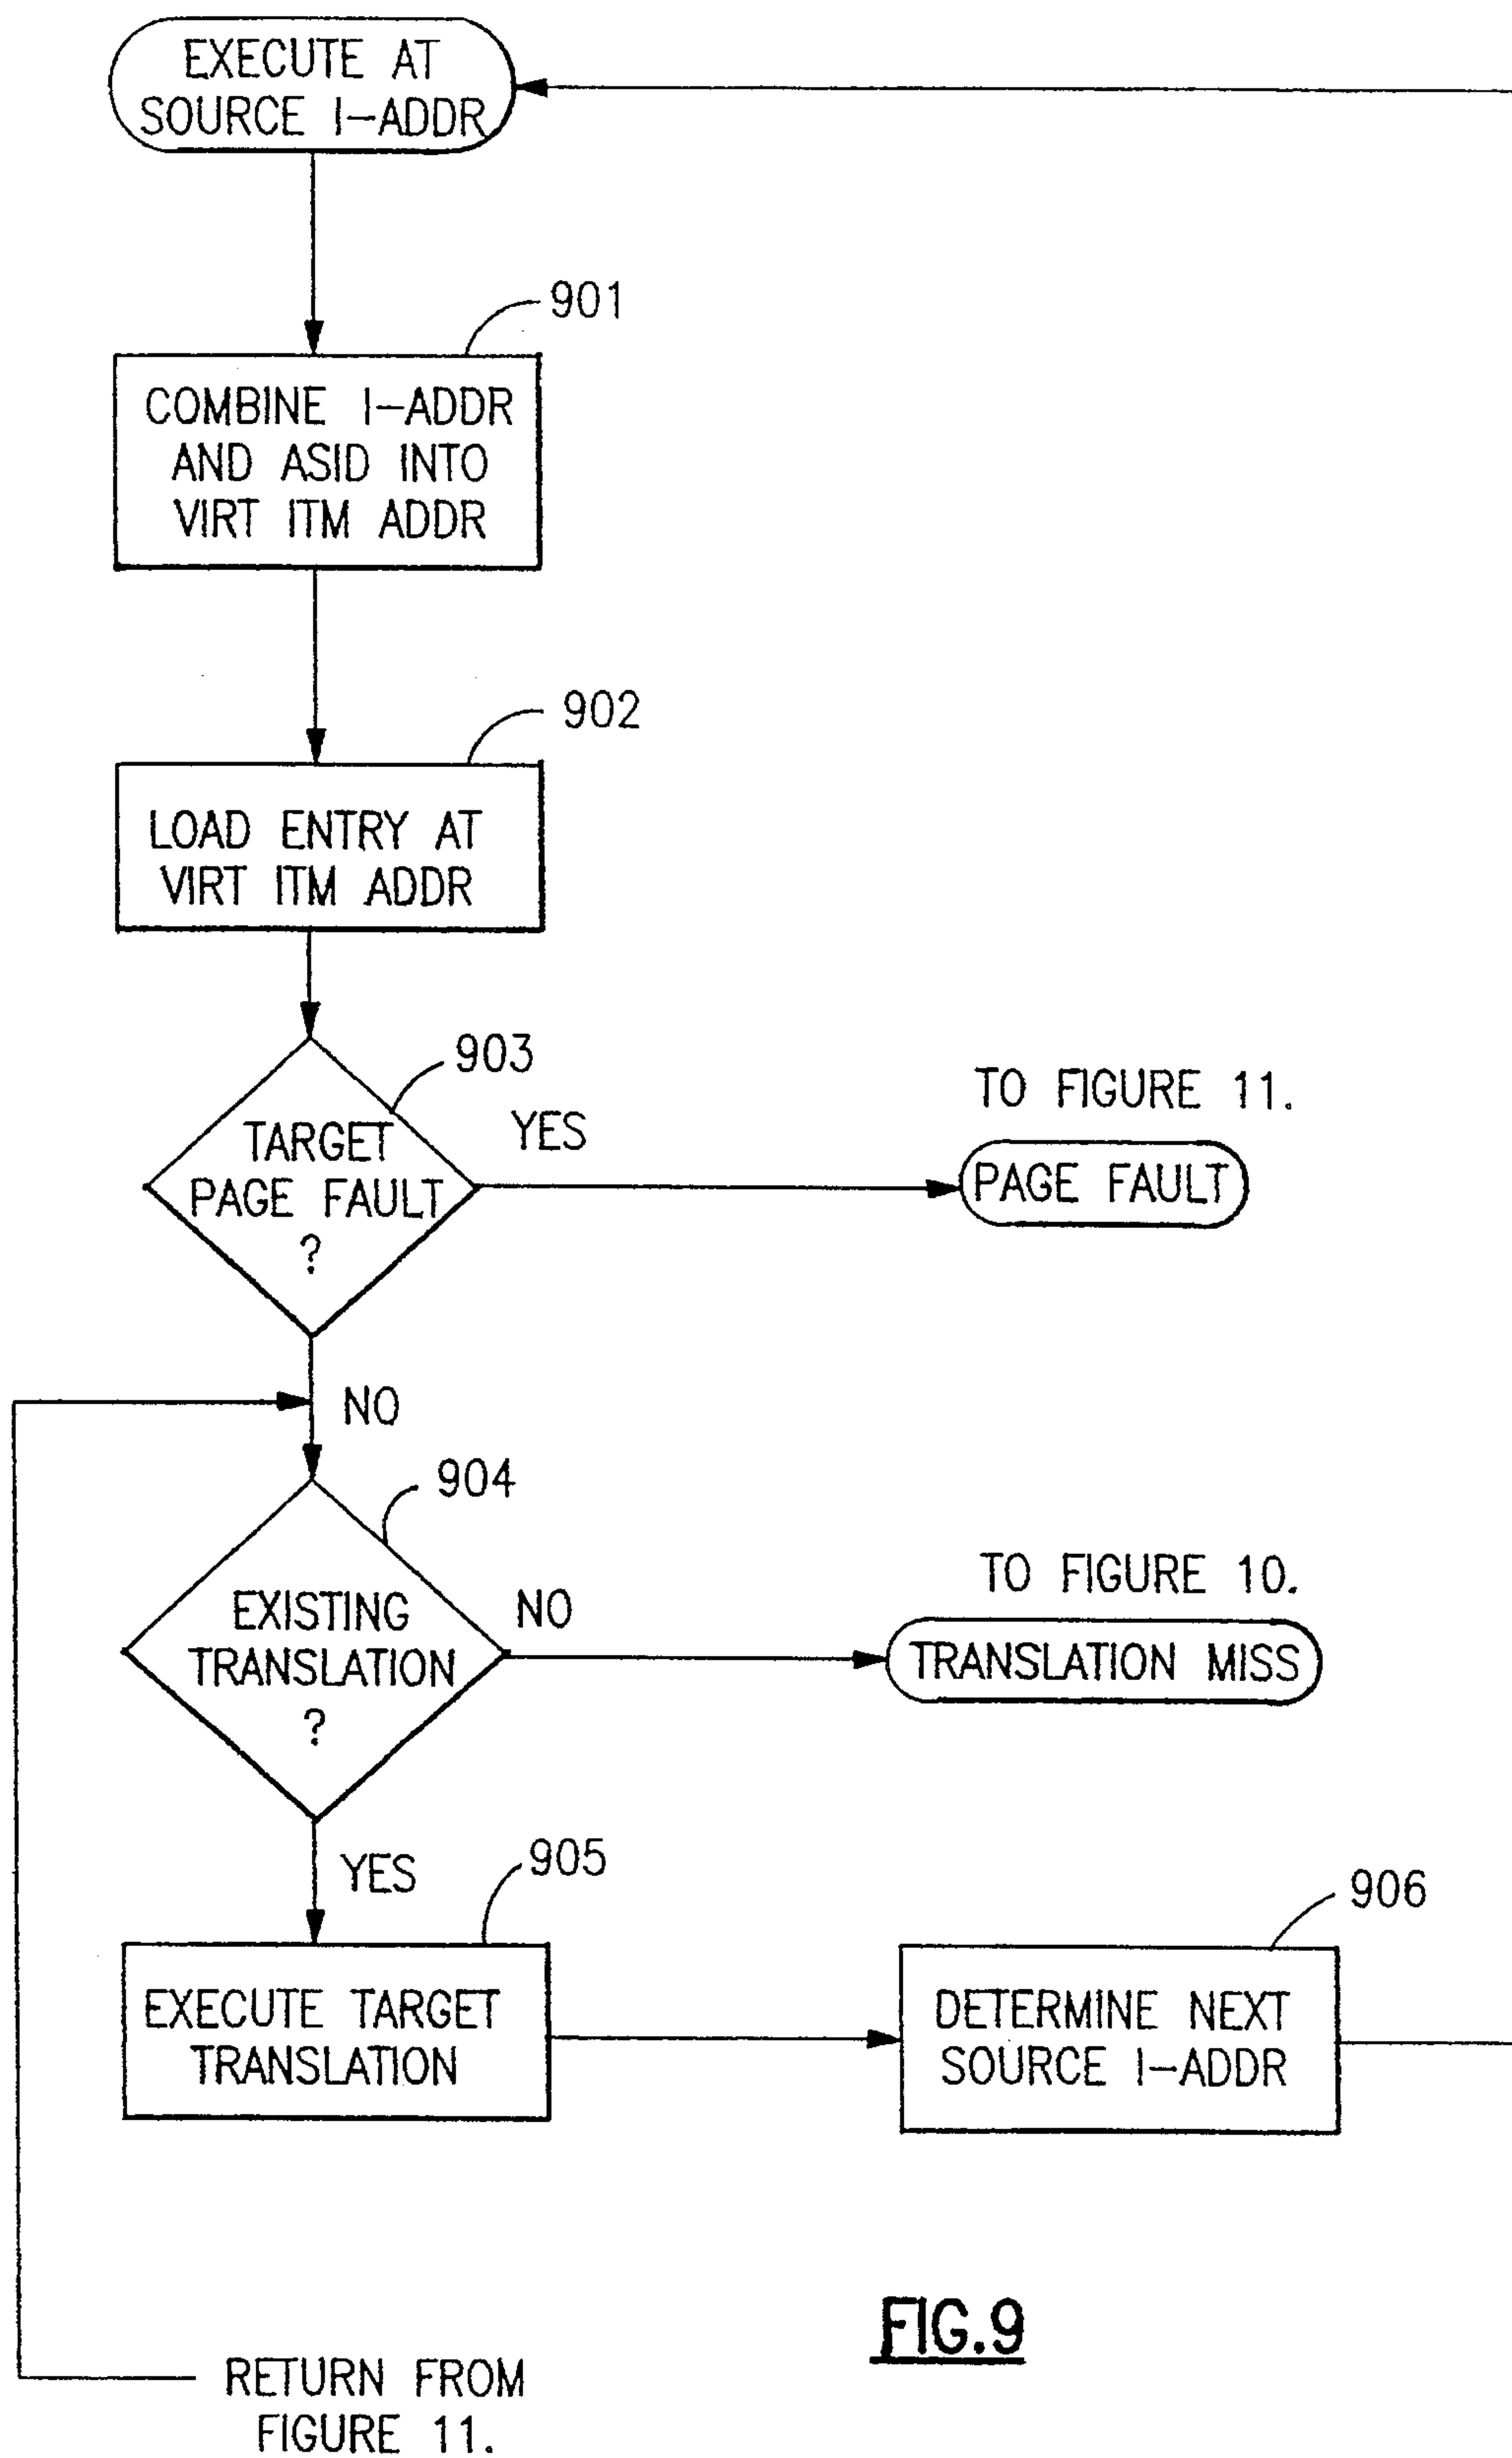 EXECUTE AT
SOURCE I-ADDR
901
COMBINE I-ADDR
AND ASID INTO
VIRT ITM ADDR
902
LOAD ENTRY AT
VIRT ITM ADDR
903
TARGET
PAGE FAULT
?
YES
TO FIGURE 11.
PAGE FAULT
NO
904
EXISTING
TRANSLATION
?
NO
TO FIGURE 10.
TRANSLATION MISS
YES
905
EXECUTE TARGET
TRANSLATION
906
DETERMINE NEXT
SOURCE I-ADDR
FIG.9
RETURN FROM
FIGURE 11.